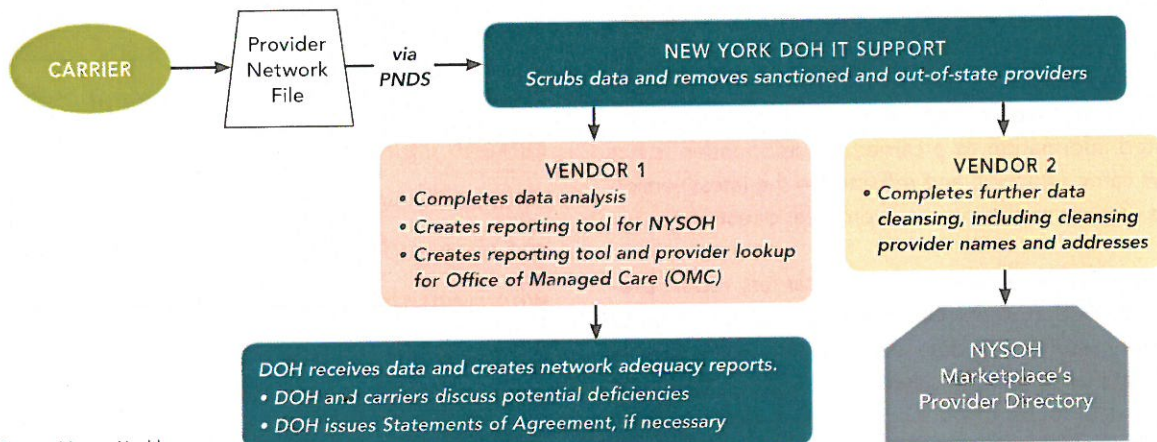 CARRIER
Provider
Network
File
via
PNDS
NEW YORK DOH IT SUPPORT
Scrubs data and removes sanctioned and out-of-state providers
VENDOR 1
• Completes data analysis
• Creates reporting tool for NYSOH
• Creates reporting tool and provider lookup
for Office of Managed Care (OMC)
VENDOR 2
• Completes further data
cleansing, including cleansing
provider names and addresses
DOH receives data and creates network adequacy reports.
• DOH and carriers discuss potential deficiencies
• DOH issues Statements of Agreement, if necessary
NYSOH
Marketplace's
Provider Directory